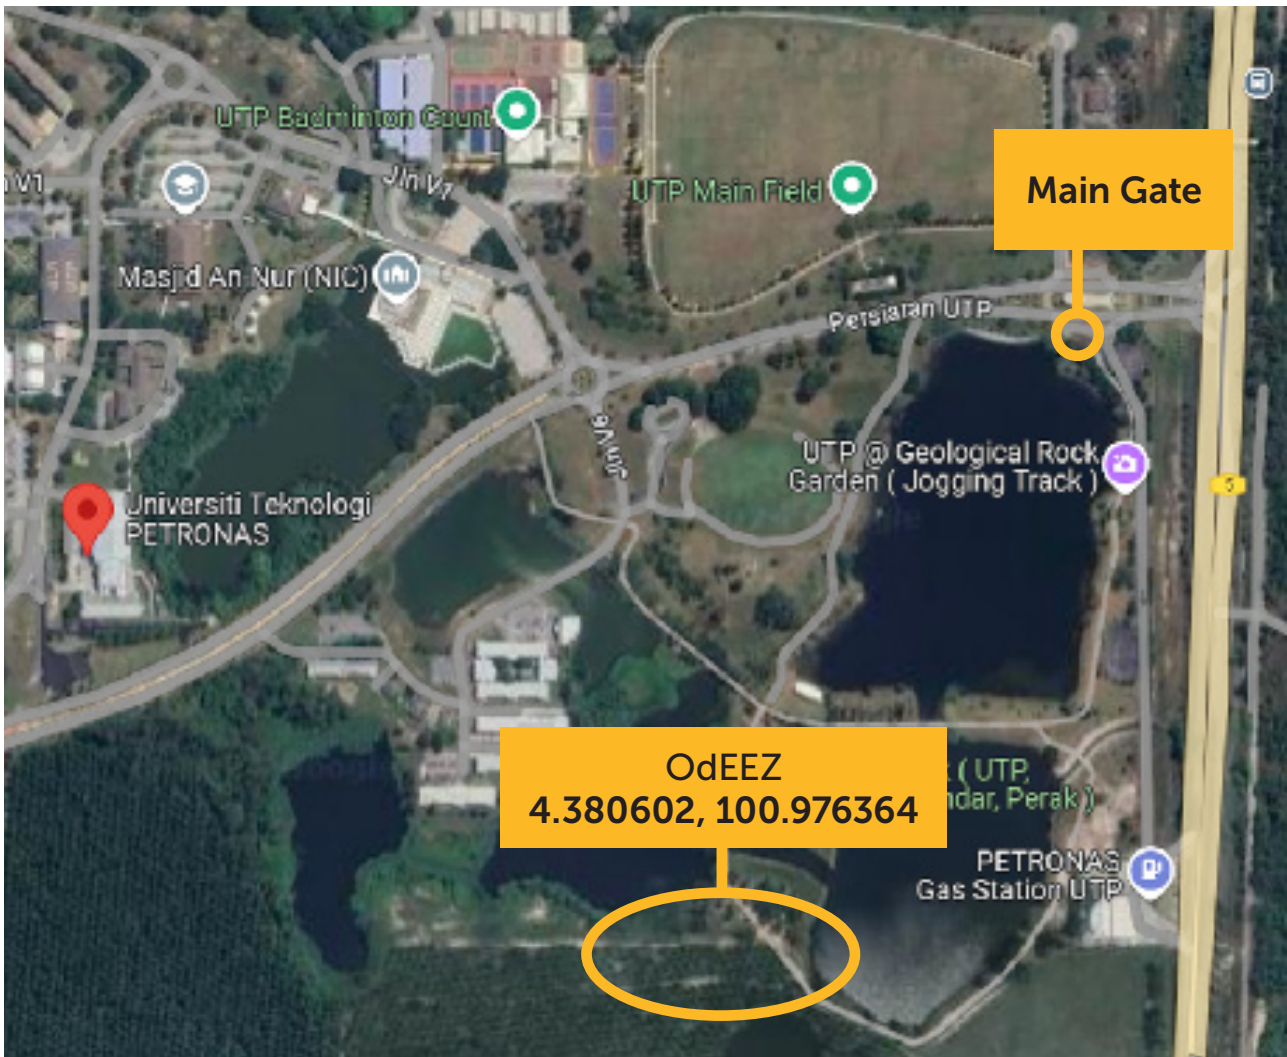 UTP Badminton Court
Jln V1
V1
UTP Main Field
Main Gate
Masjid An Nur (NIC)
Persiaran UTP
Jln V6
UTP @ Geological Rock
Garden ( Jogging Track )
5
Universiti Teknologi
PETRONAS
OdEEZ
4.380602, 100.976364
( UTP,
ndar, Perak )
PETRONAS
Gas Station UTP